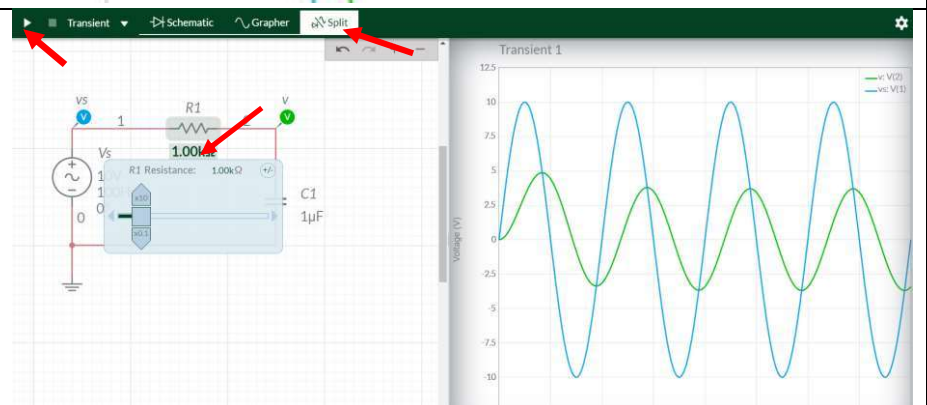 Transient Schematic Grapher Split
vs
1
R1
v
1.00kΩ
Vs
R1 Resistance: 1.00kΩ +/-
x10
x0.1
0
0
C1
1μF
Transient 1
v: V(2)
vs: V(1)
Voltage (V)
12.5
10
7.5
5
2.5
0
-2.5
-5
-7.5
-10